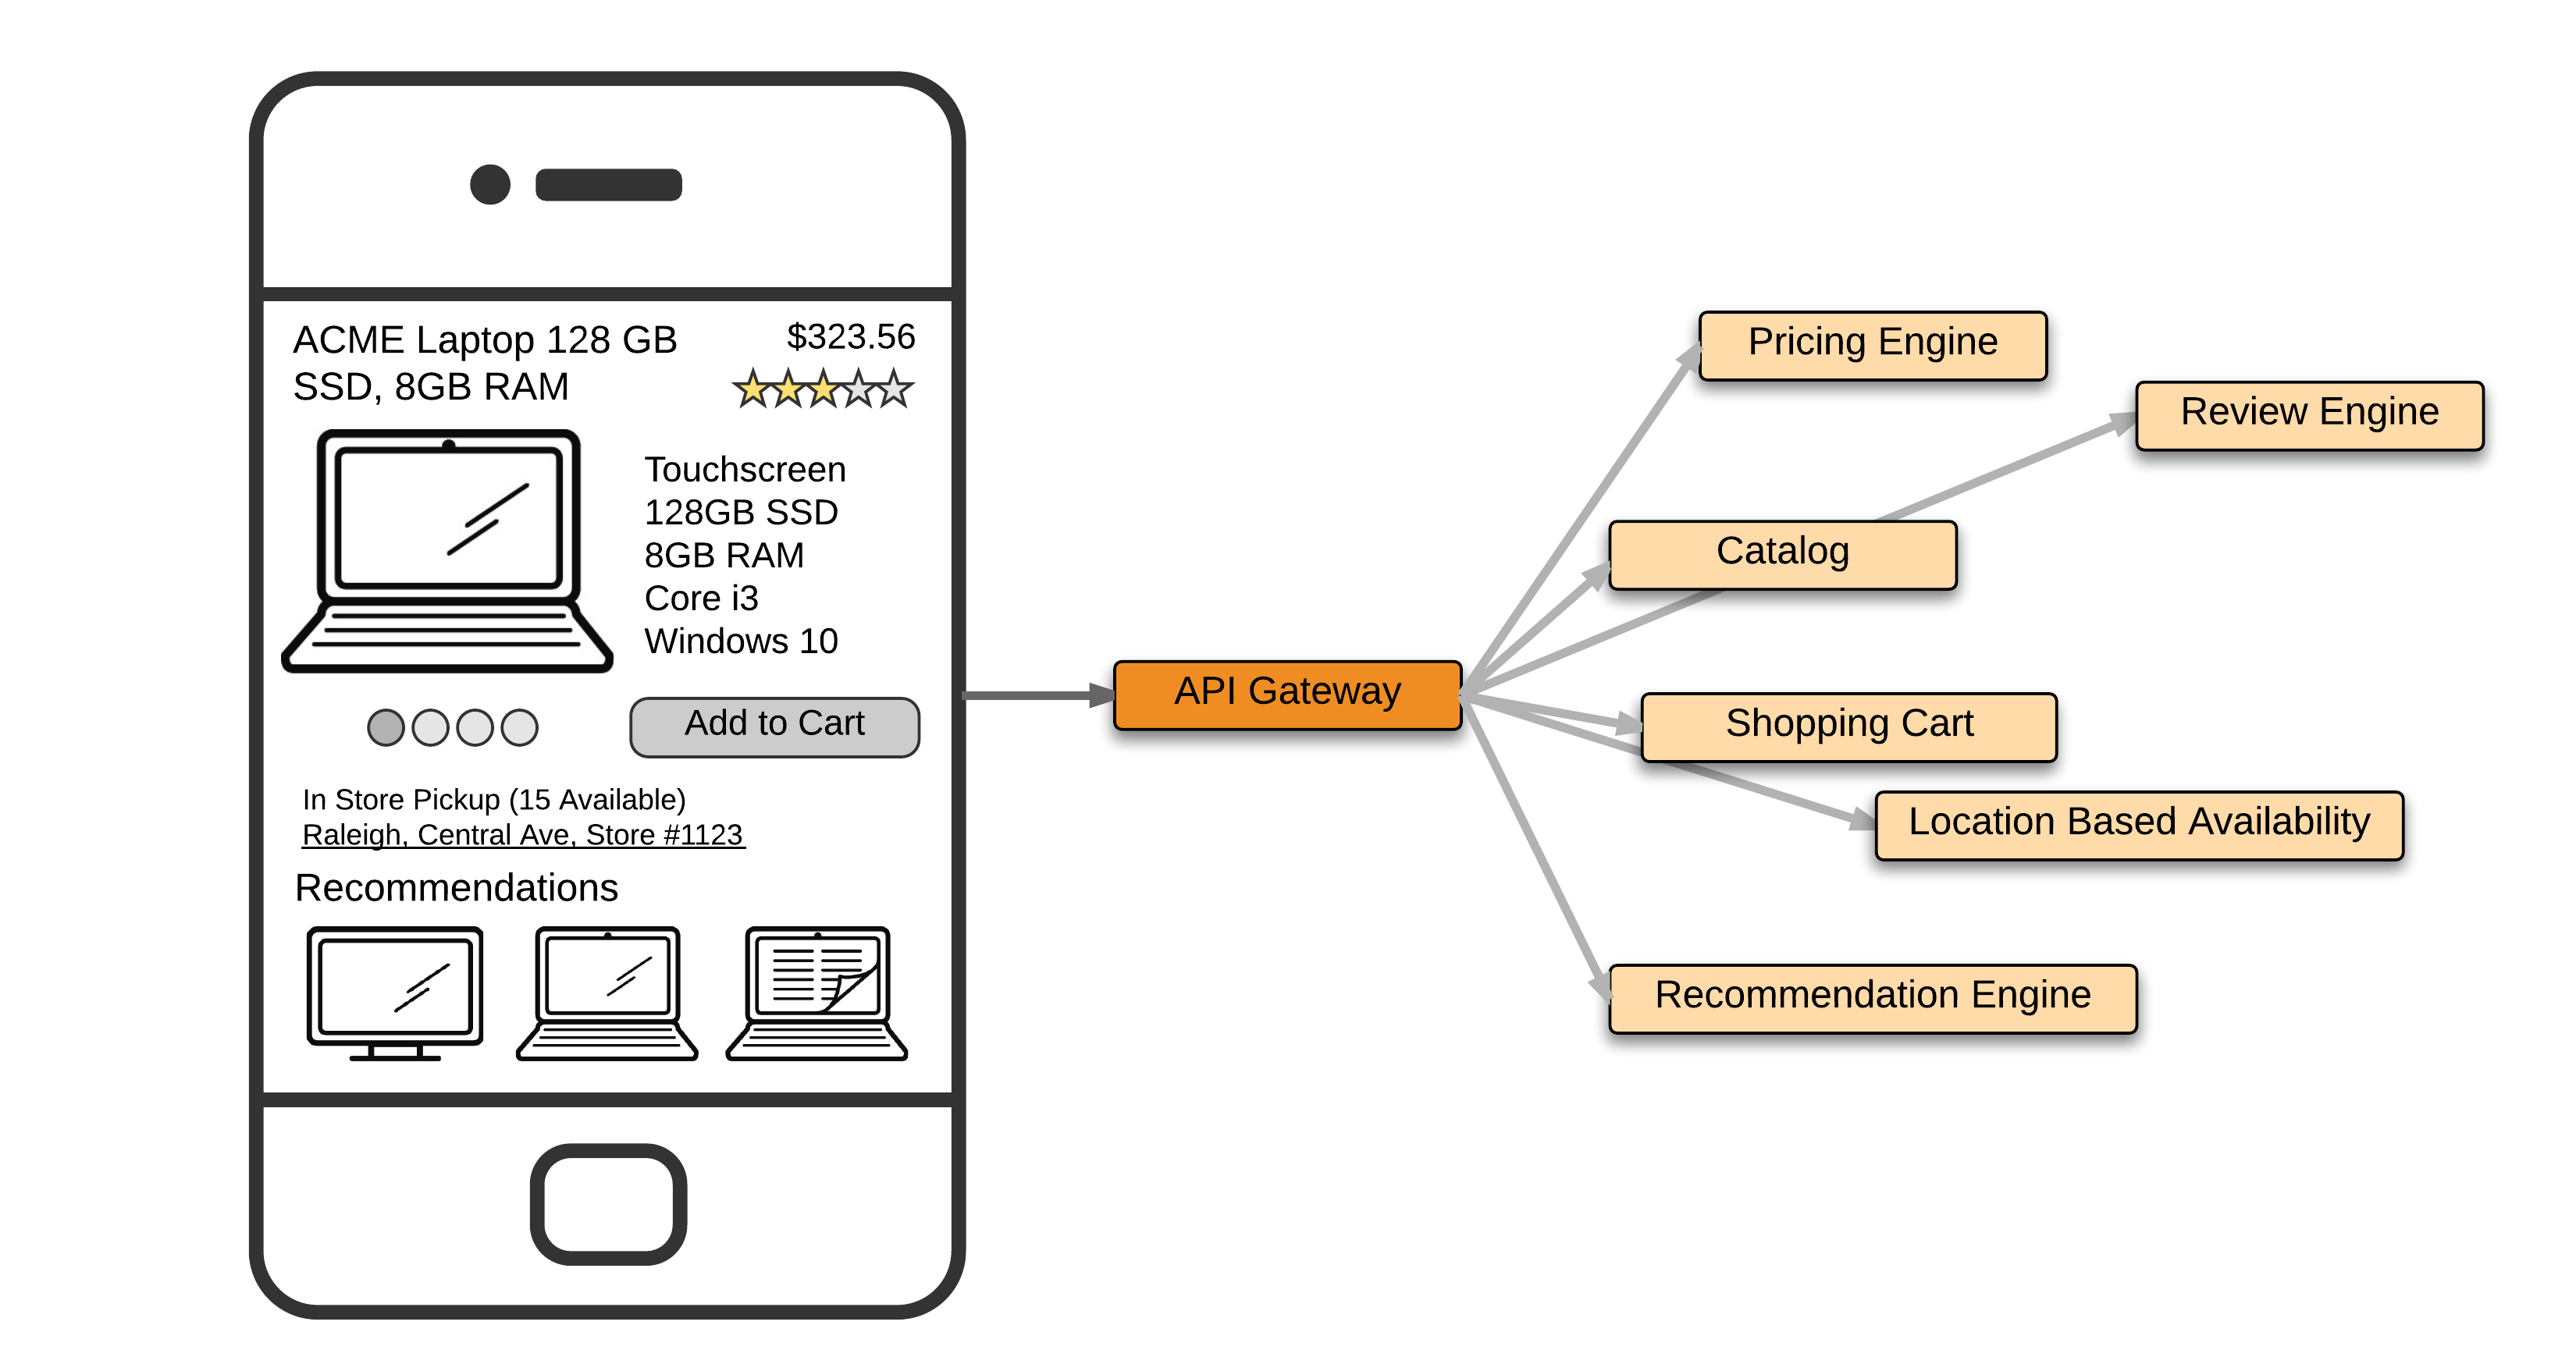 ACME Laptop 128 GB
SSD, 8GB RAM
$323.56
Touchscreen
128GB SSD
8GB RAM
Core i3
Windows 10
Add to Cart
In Store Pickup (15 Available)
Raleigh, Central Ave, Store #1123
Recommendations
API Gateway
Pricing Engine
Review Engine
Catalog
Shopping Cart
Location Based Availability
Recommendation Engine